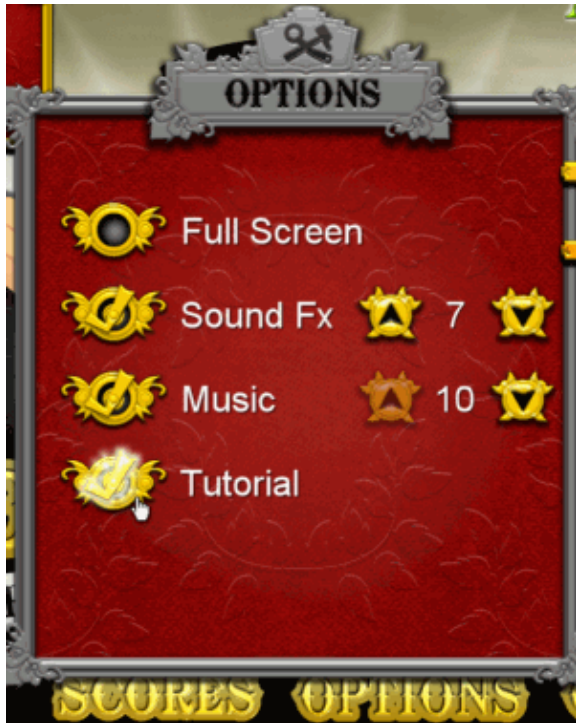 OPTIONS
Full Screen
Sound Fx 7
Music 10
Tutorial
SCORES OPTIONS